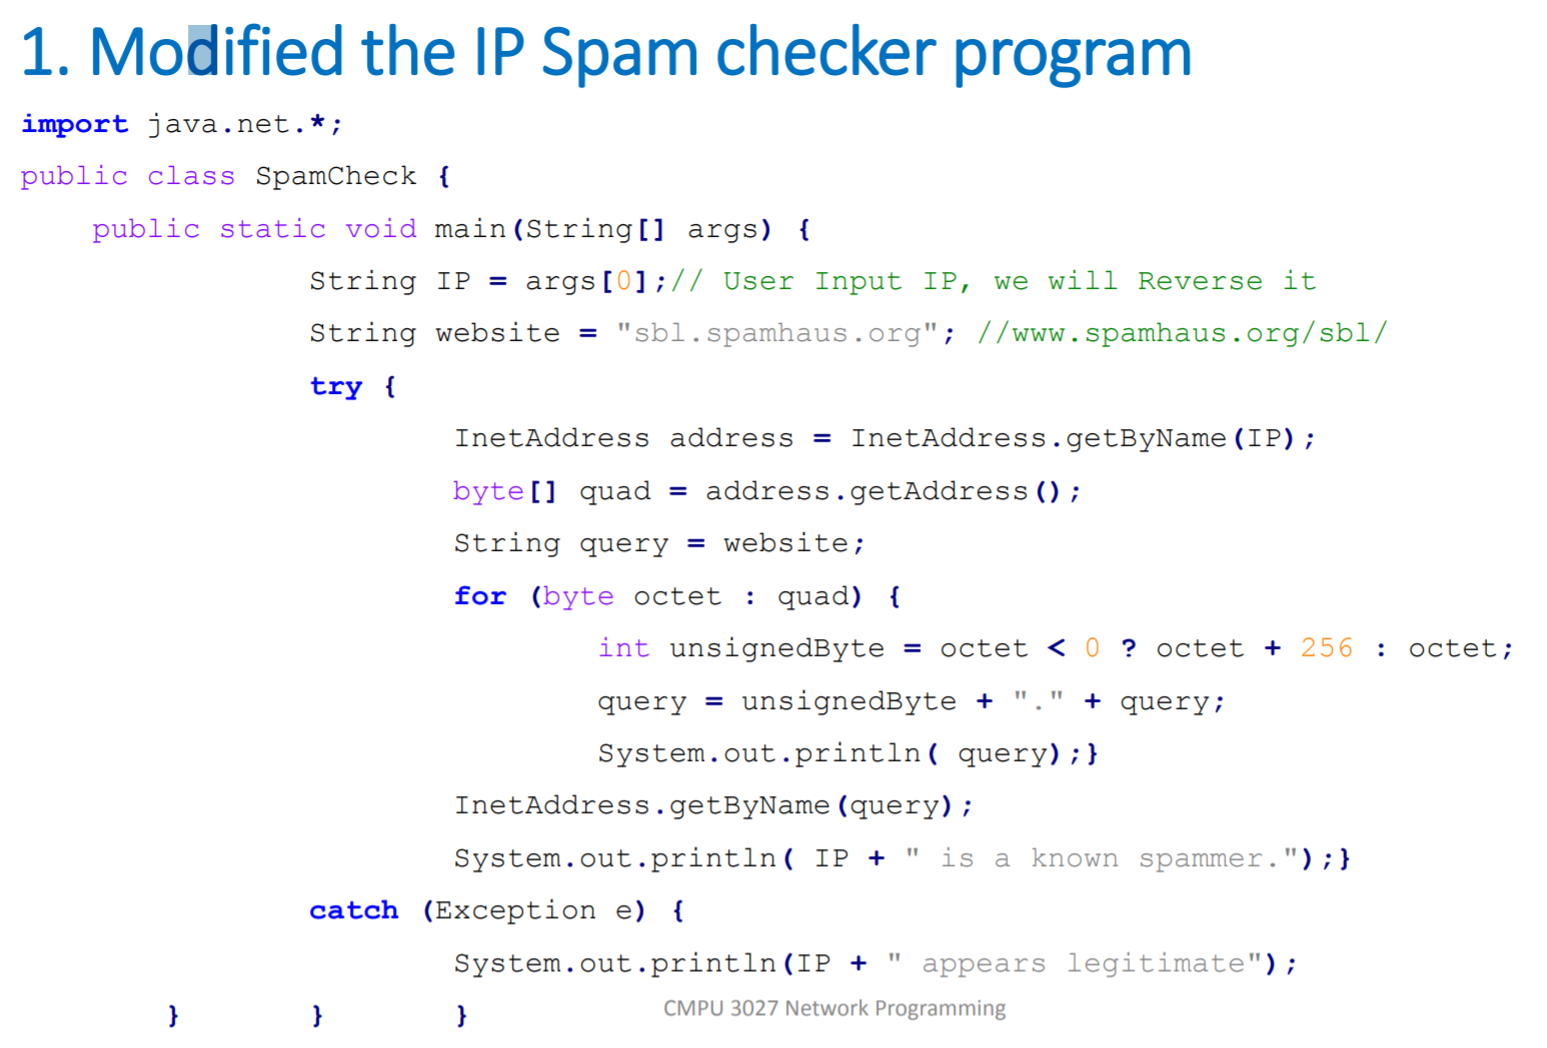 1. Modified the IP Spam checker program
import java.net.*;
public class SpamCheck {
public static void main(String[] args) {
String IP = args[0];// User Input IP, we will Reverse it
String website = "sbl.spamhaus.org"; //www.spamhaus.org/sbl/
try {
InetAddress address = InetAddress.getByName(IP);
byte[] quad = address.getAddress();
String query = website;
for (byte octet : quad) {
int unsignedByte = octet < 0 ? octet + 256 : octet;
query = unsignedByte + "." + query;
System.out.println( query);}
InetAddress.getByName(query);
System.out.println( IP + " is a known spammer.");}
catch (Exception e) {
System.out.println(IP + " appears legitimate");
} } }
CMPU 3027 Network Programming